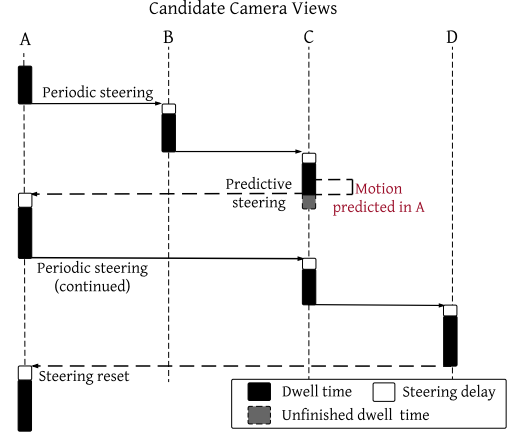 Candidate Camera Views
A B C D
Periodic steering
Predictive
steering
Motion
predicted in A
Periodic steering
(continued)
Steering reset
Dwell time
Steering delay
Unfinished dwell time